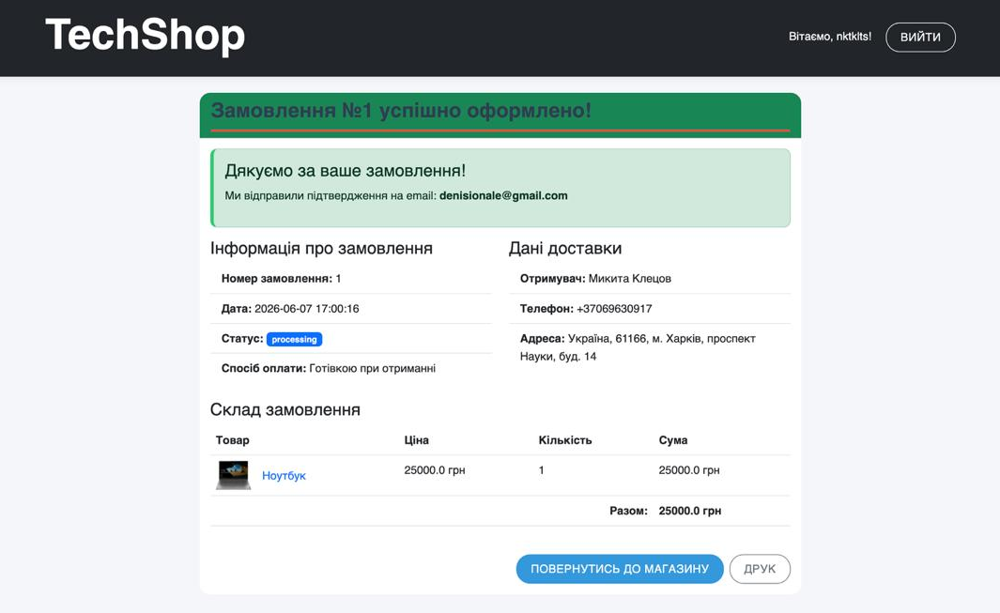 TechShop
Вітаємо, nktkits!
ВИЙТИ
Замовлення №1 успішно оформлено!
Дякуємо за ваше замовлення!
Ми відправили підтвердження на email: denisionale@gmail.com
Інформація про замовлення
Номер замовлення: 1
Дата: 2026-06-07 17:00:16
Статус: processing
Спосіб оплати: Готівкою при отриманні
Дані доставки
Отримувач: Микита Клецов
Телефон: +37069630917
Адреса: Україна, 61166, м. Харків, проспект
Науки, буд. 14
Склад замовлення
Товар Ціна Кількість Сума
Ноутбук 25000.0 грн 1 25000.0 грн
Разом: 25000.0 грн
ПОВЕРНУТИСЬ ДО МАГАЗИНУ
ДРУК